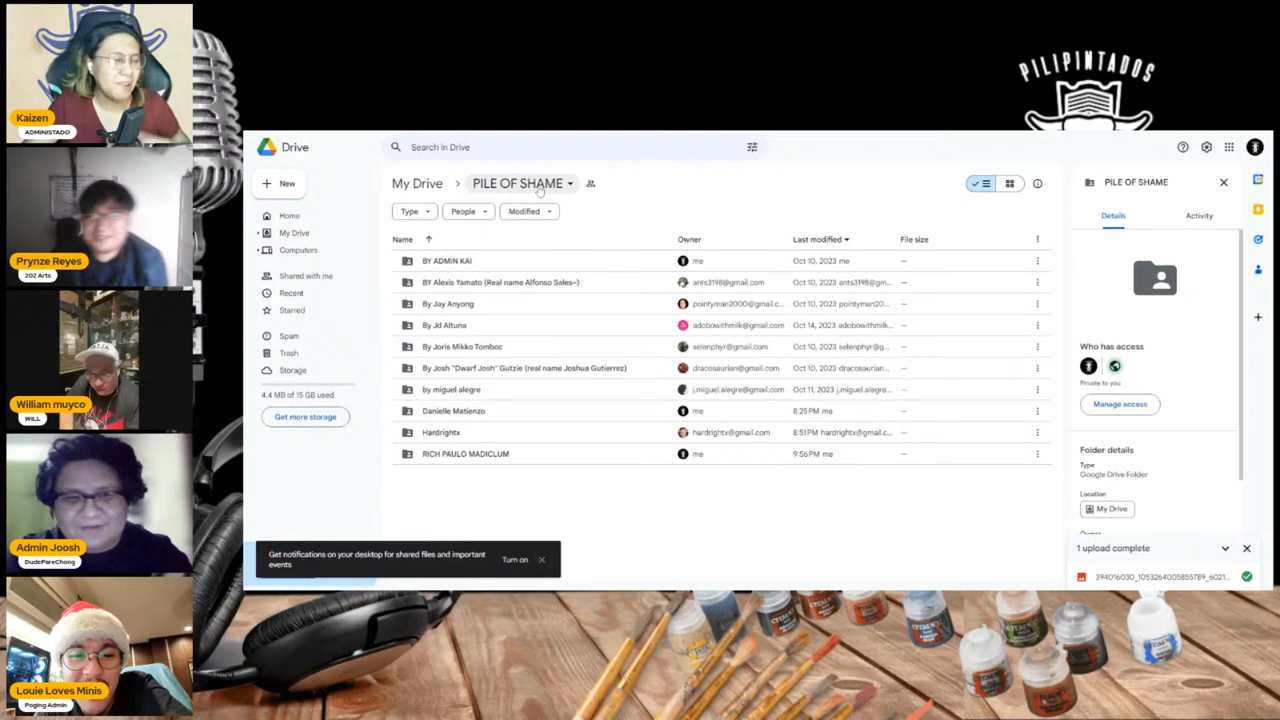 Kaizen
ADMINISTADO
Prynze Reyes
202 Arts
William muyco
WILL
Admin Joosh
DudePareChong
Louie Loves Minis
Poging Admin
PILIPINTADOS
Drive
Search in Drive
New
Home
My Drive
Computers
Shared with me
Recent
Starred
Spam
Trash
Storage
4.4 MB of 15 GB used
Get more storage
My Drive > PILE OF SHAME
Type People Modified
Name Owner Last modified File size
BY ADMIN KAI me Oct 10, 2023 me —
BY Alexis Yamato (Real name Alfonso Sales~) ants3198@gmail.com Oct 10, 2023 ants3198@gmail.... —
By Jay Anyong pointyman2000@gmail.c... Oct 10, 2023 pointyman20... —
By Jd Altuna A adobowithmilk@gmail.com Oct 14, 2023 adobowithmilk... —
By Joris Mikko Tomboc selenphyr@gmail.com Oct 10, 2023 selenphyr@g... —
By Josh "Dwarf Josh" Gutzie (real name Joshua Gutierrez) dracosaurian@gmail.com Oct 10, 2023 dracosaurian... —
by miguel alegre j.miguel.alegre@gmail.c... Oct 11, 2023 j.miguel.alegr... —
Danielle Matienzo me 8:25 PM me —
Hardrightx hardrightx@gmail.com 8:51 PM hardrightx@gmail.c... —
RICH PAULO MADICLUM me 9:56 PM me —
Get notifications on your desktop for shared files and important
events
Turn on
PILE OF SHAME
Details Activity
Who has access
Private to you
Manage access
Folder details
Type
Google Drive Folder
Location
My Drive
1 upload complete
394016030_1053264005855789_6021...
CITADEL